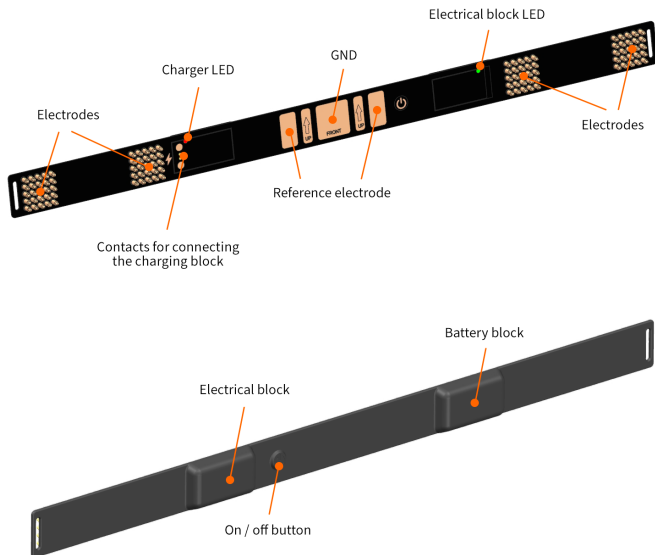 Electrical block LED
GND
Charger LED
Electrodes
UP
FRONT
UP
Electrodes
Reference electrode
Contacts for connecting
the charging block
Battery block
Electrical block
On / off button